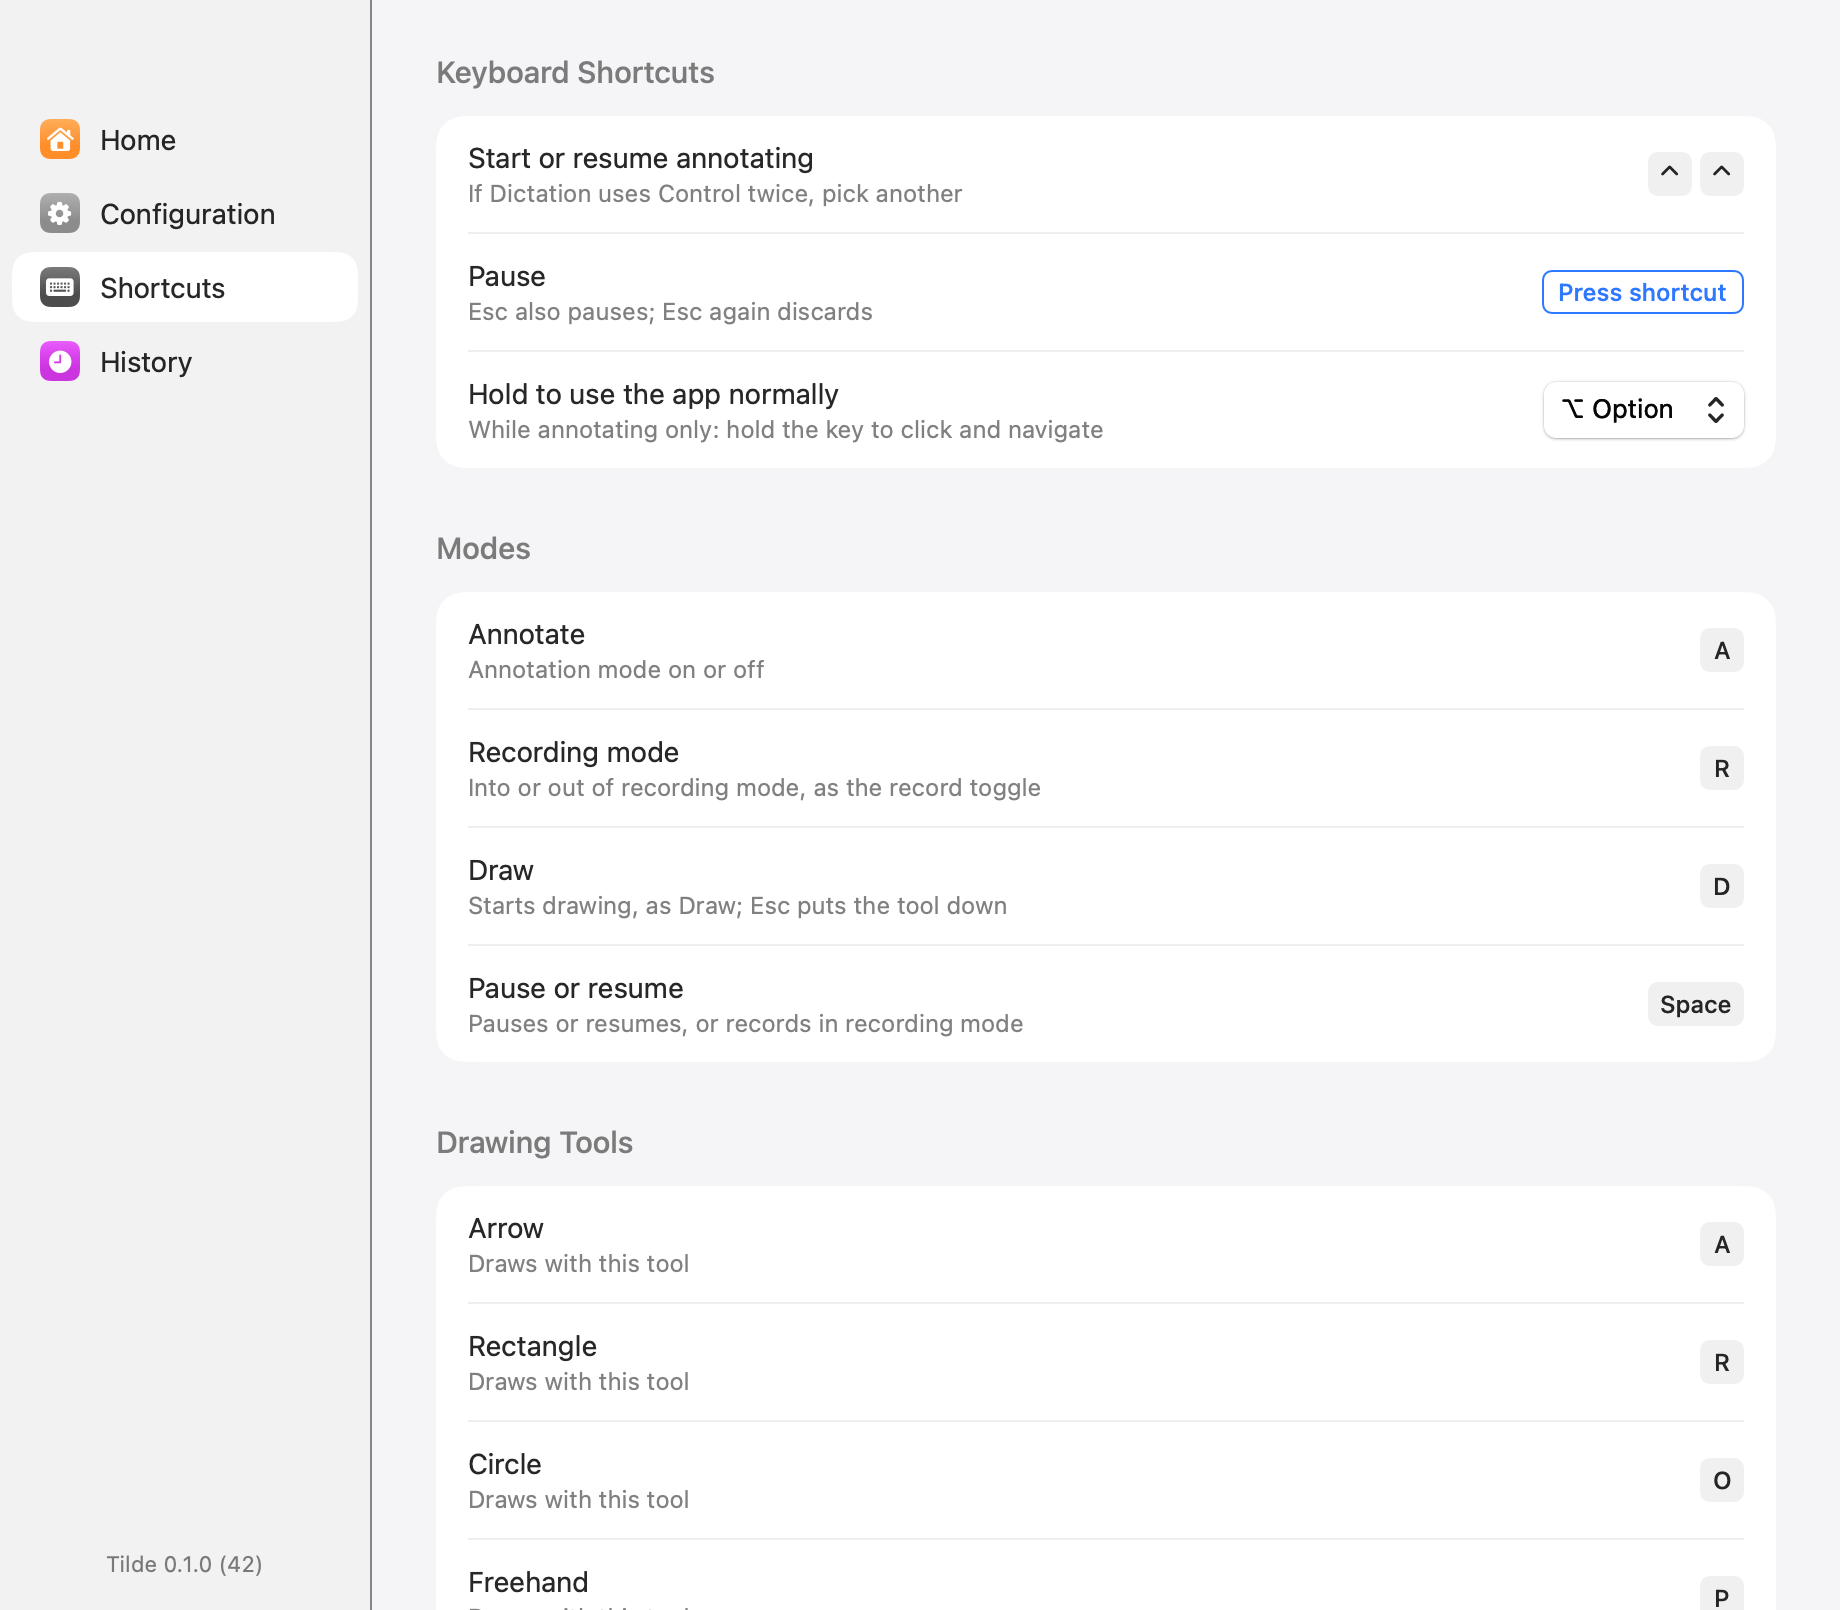 Home
Configuration
Shortcuts
History
Tilde 0.1.0 (42)
Keyboard Shortcuts
Start or resume annotating
If Dictation uses Control twice, pick another
^ ^
Pause
Esc also pauses; Esc again discards
Press shortcut
Hold to use the app normally
While annotating only: hold the key to click and navigate
⌥ Option
Modes
Annotate
Annotation mode on or off
A
Recording mode
Into or out of recording mode, as the record toggle
R
Draw
Starts drawing, as Draw; Esc puts the tool down
D
Pause or resume
Pauses or resumes, or records in recording mode
Space
Drawing Tools
Arrow
Draws with this tool
A
Rectangle
Draws with this tool
R
Circle
Draws with this tool
O
Freehand
P